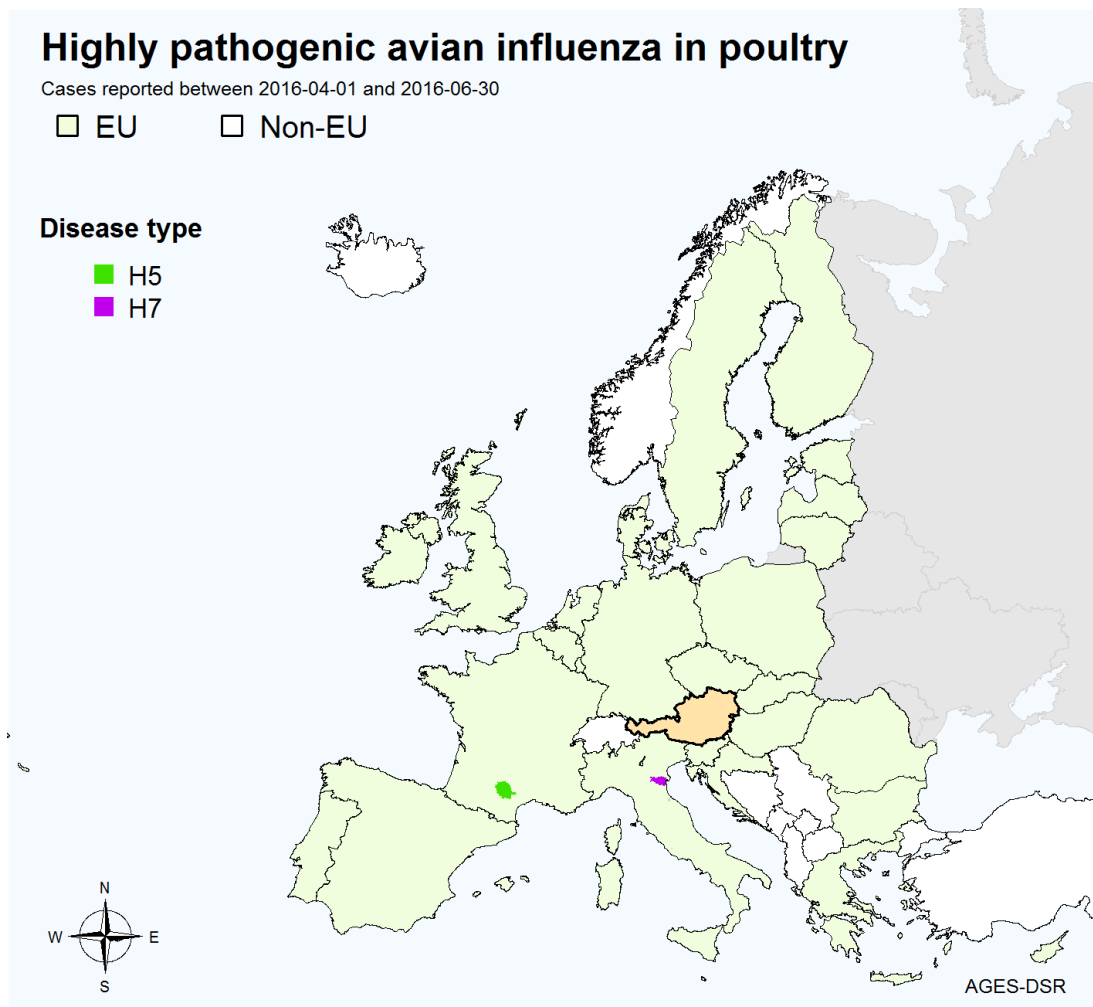 Highly pathogenic avian influenza in poultry
Cases reported between 2016-04-01 and 2016-06-30
EU Non-EU
Disease type
H5
H7
N
W E
S
AGES-DSR